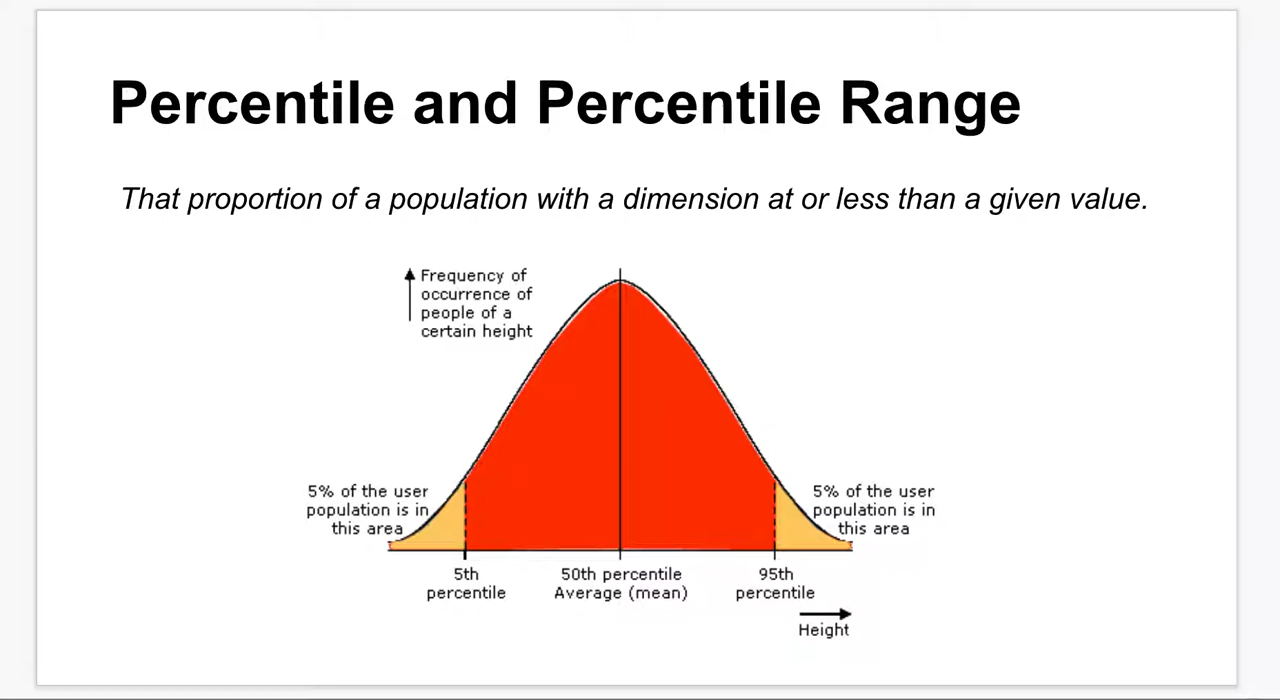 Percentile and Percentile Range
That proportion of a population with a dimension at or less than a given value.
Frequency of
occurrence of
people of a
certain height
5% of the user
population is in
this area
5% of the user
population is in
this area
5th
percentile
50th percentile
Average (mean)
95th
percentile
Height